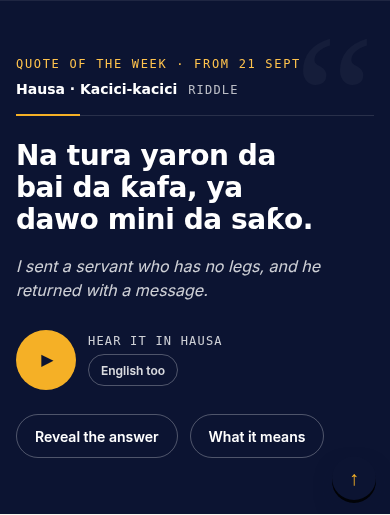 QUOTE OF THE WEEK · FROM 21 SEPT
Hausa · Kacici-kacici RIDDLE
Na tura yaron da
bai da ƙafa, ya
dawo mini da saƙo.
I sent a servant who has no legs, and he
returned with a message.
HEAR IT IN HAUSA
English too
Reveal the answer
What it means